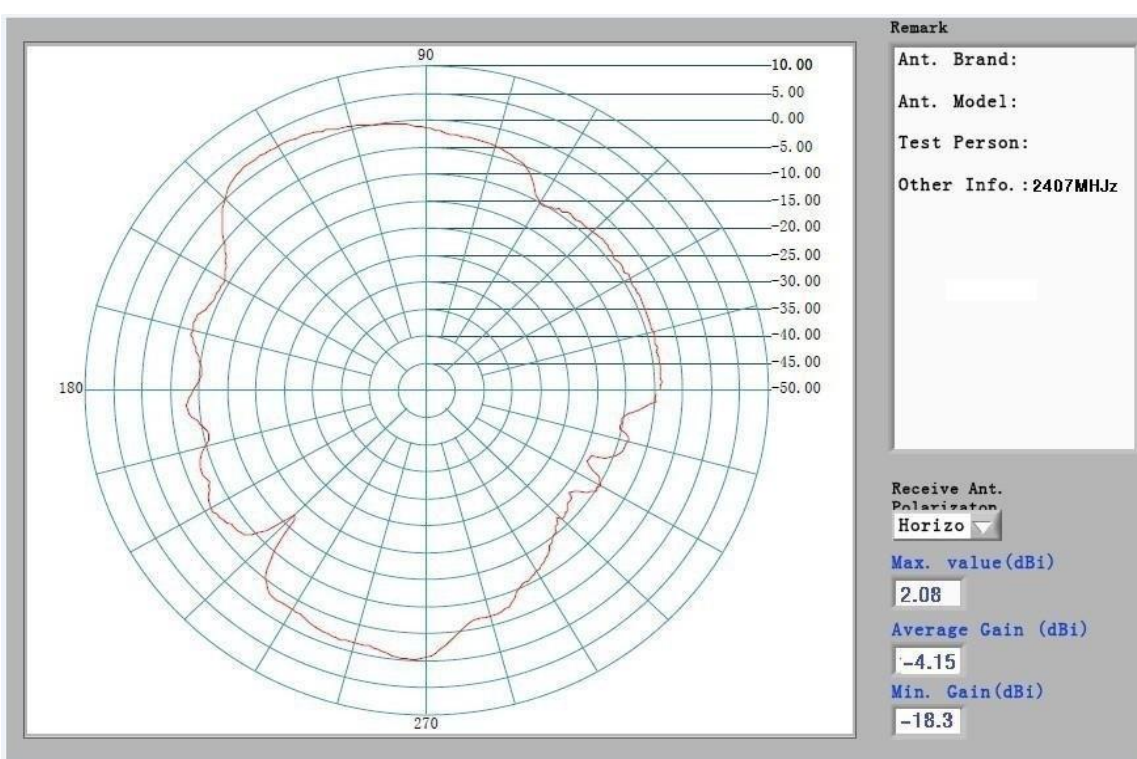 90
10.00
5.00
0.00
-5.00
-10.00
-15.00
-20.00
-25.00
-30.00
-35.00
-40.00
-45.00
-50.00
180
270
Remark
Ant. Brand:
Ant. Model:
Test Person:
Other Info.:2407MHJz
Receive Ant.
Polarizaton
Horizo
Max. value(dBi)
2.08
Average Gain (dBi)
-4.15
Min. Gain(dBi)
-18.3